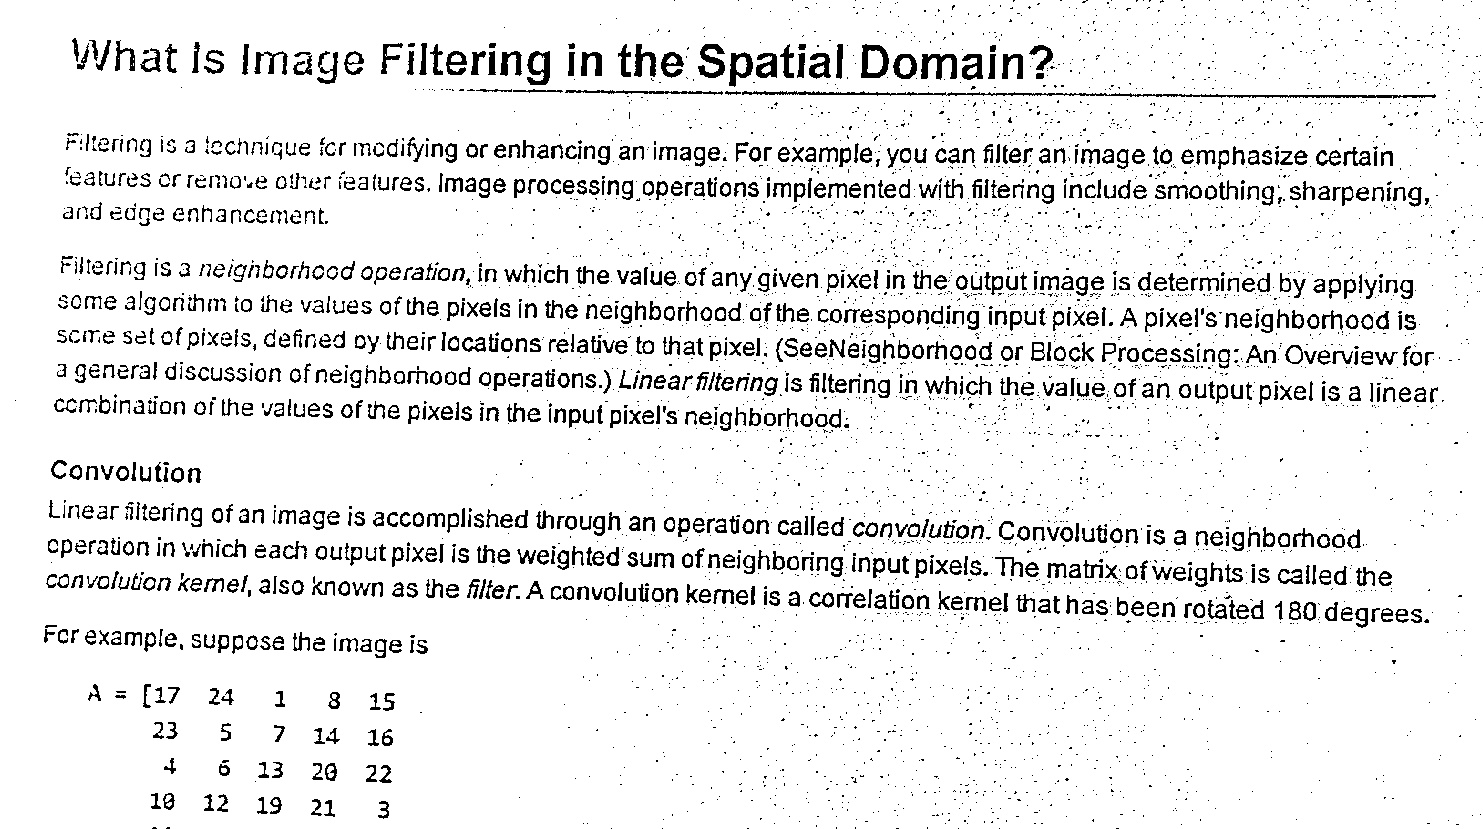 What Is Image Filtering in the Spatial Domain?
Filtering is a technique for modifying or enhancing an image. For example, you can filter an image to emphasize certain
features or remove other features. Image processing operations implemented with filtering include smoothing, sharpening,
and edge enhancement.
Filtering is a neighborhood operation, in which the value of any given pixel in the output image is determined by applying
some algorithm to the values of the pixels in the neighborhood of the corresponding input pixel. A pixel's neighborhood is
some set of pixels, defined by their locations relative to that pixel. (SeeNeighborhood or Block Processing: An Overview for
a general discussion of neighborhood operations.) Linear filtering is filtering in which the value of an output pixel is a linear
combination of the values of the pixels in the input pixel's neighborhood.
Convolution
Linear filtering of an image is accomplished through an operation called convolution. Convolution is a neighborhood
operation in which each output pixel is the weighted sum of neighboring input pixels. The matrix of weights is called the
convolution kernel, also known as the filter. A convolution kernel is a correlation kernel that has been rotated 180 degrees.
For example, suppose the image is
A = [17 24 1 8 15
23 5 7 14 16
4 6 13 20 22
10 12 19 21 3